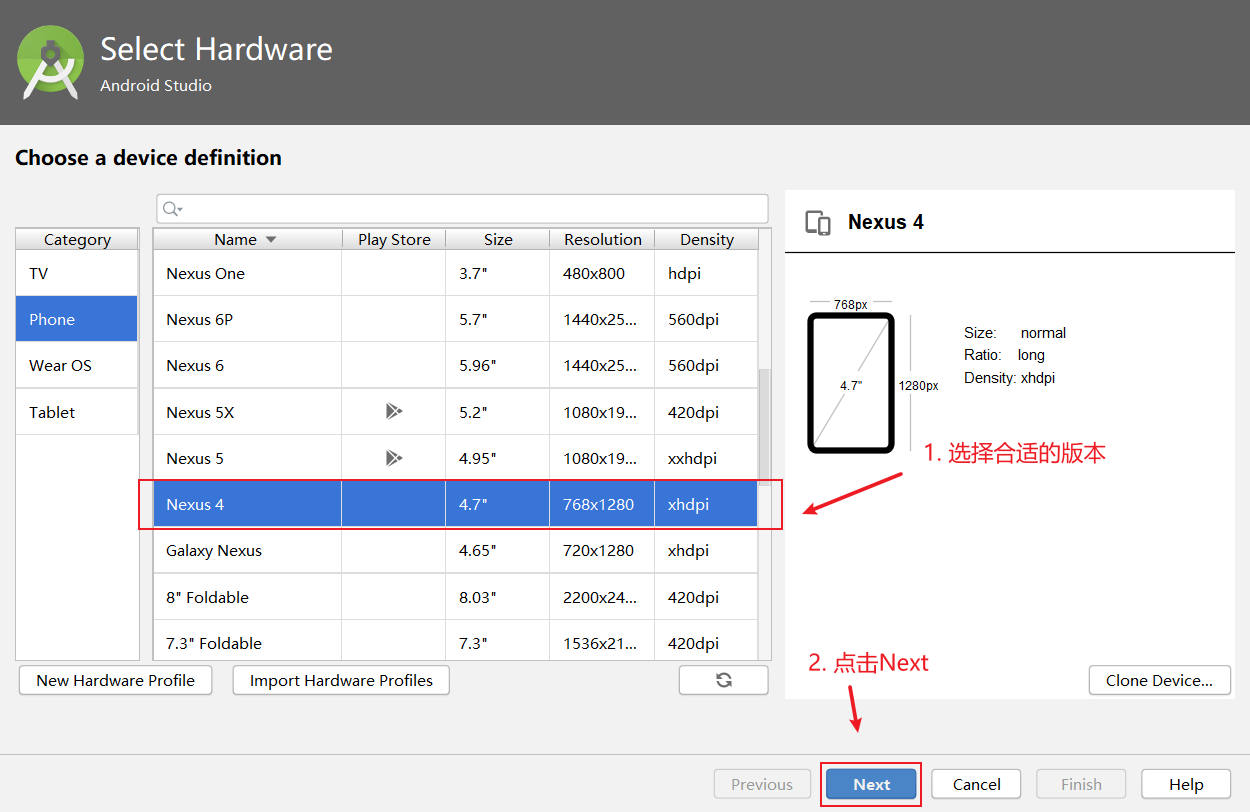 Select Hardware
Android Studio
Choose a device definition
Category
TV
Phone
Wear OS
Tablet
Name Play Store Size Resolution Density
Nexus One 3.7" 480x800 hdpi
Nexus 6P 5.7" 1440x25... 560dpi
Nexus 6 5.96" 1440x25... 560dpi
Nexus 5X 5.2" 1080x19... 420dpi
Nexus 5 4.95" 1080x19... xxhdpi
Nexus 4 4.7" 768x1280 xhdpi
Galaxy Nexus 4.65" 720x1280 xhdpi
8" Foldable 8.03" 2200x24... 420dpi
7.3" Foldable 7.3" 1536x21... 420dpi
New Hardware Profile Import Hardware Profiles
Nexus 4
768px
4.7"
1280px
Size: normal
Ratio: long
Density: xhdpi
1. 选择合适的版本
2. 点击Next
Clone Device...
Previous Next Cancel Finish Help